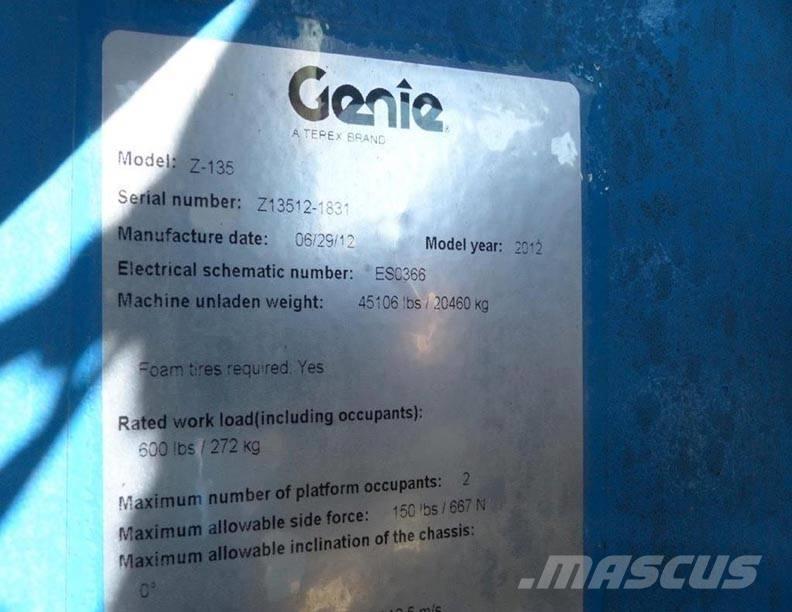 Genie
A TEREX BRAND
Model: Z-135
Serial number: Z13512-1831
Manufacture date: 06/29/12 Model year: 2012
Electrical schematic number: ES0366
Machine unladen weight: 45106 lbs / 20460 kg
Foam tires required: Yes
Rated work load(including occupants):
600 lbs / 272 kg
Maximum number of platform occupants: 2
Maximum allowable side force: 150 lbs / 667 N
Maximum allowable inclination of the chassis:
0°
m/s
MASCUS